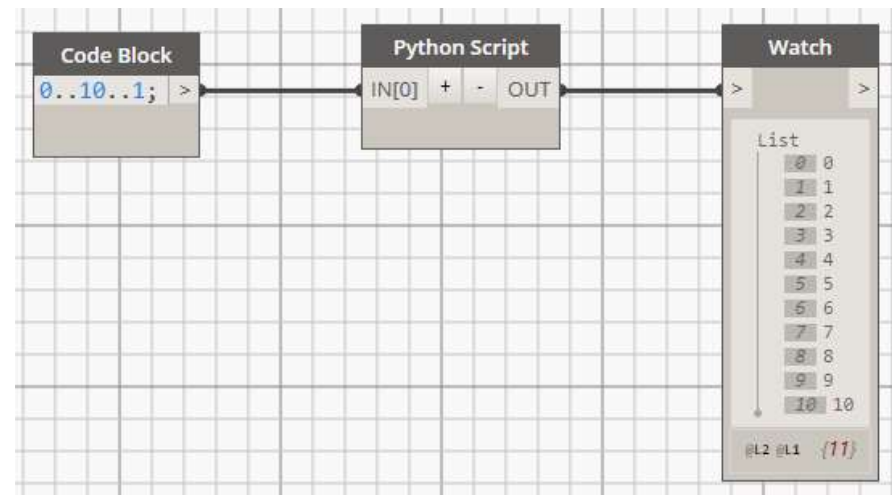 Code Block
0..10..1; >
Python Script
IN[0] + - OUT
Watch
> >
List
0 0
1 1
2 2
3 3
4 4
5 5
6 6
7 7
8 8
9 9
10 10
@L2 @L1 {11}